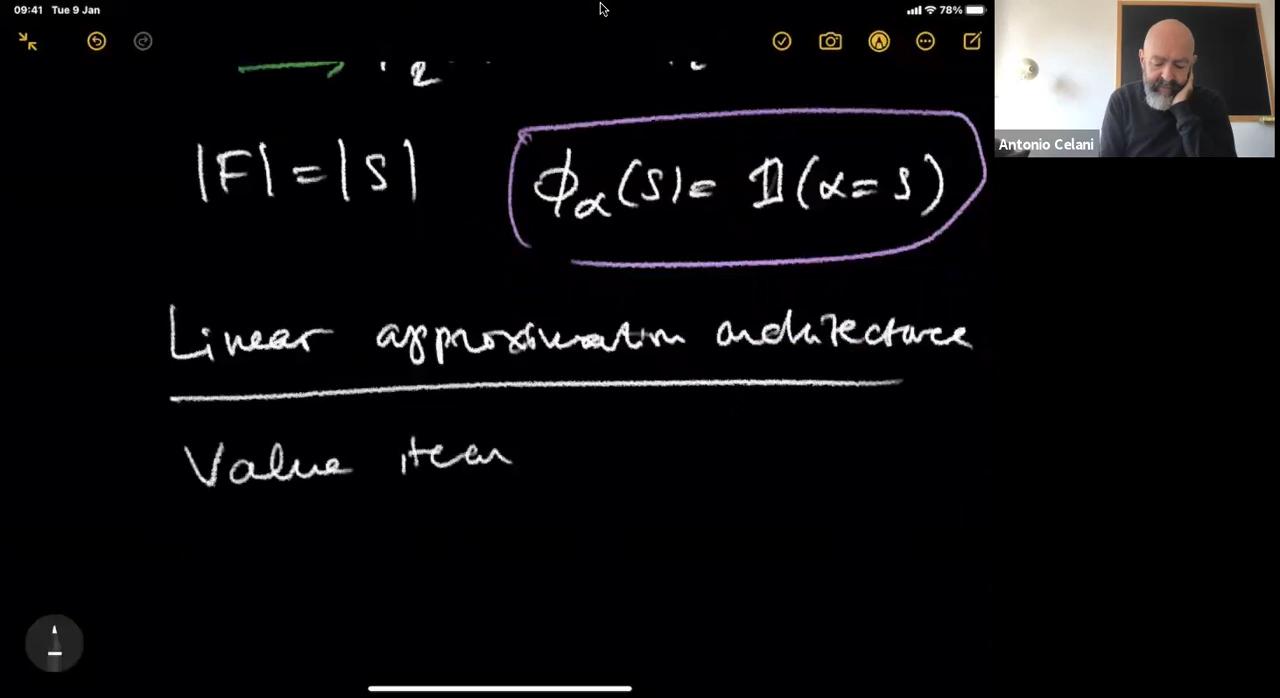 09:41 Tue 9 Jan 78%
Antonio Celani
|F| = |S| ϕα(s) = 𝟙(α = s)
Linear approximation architecture
Value iter